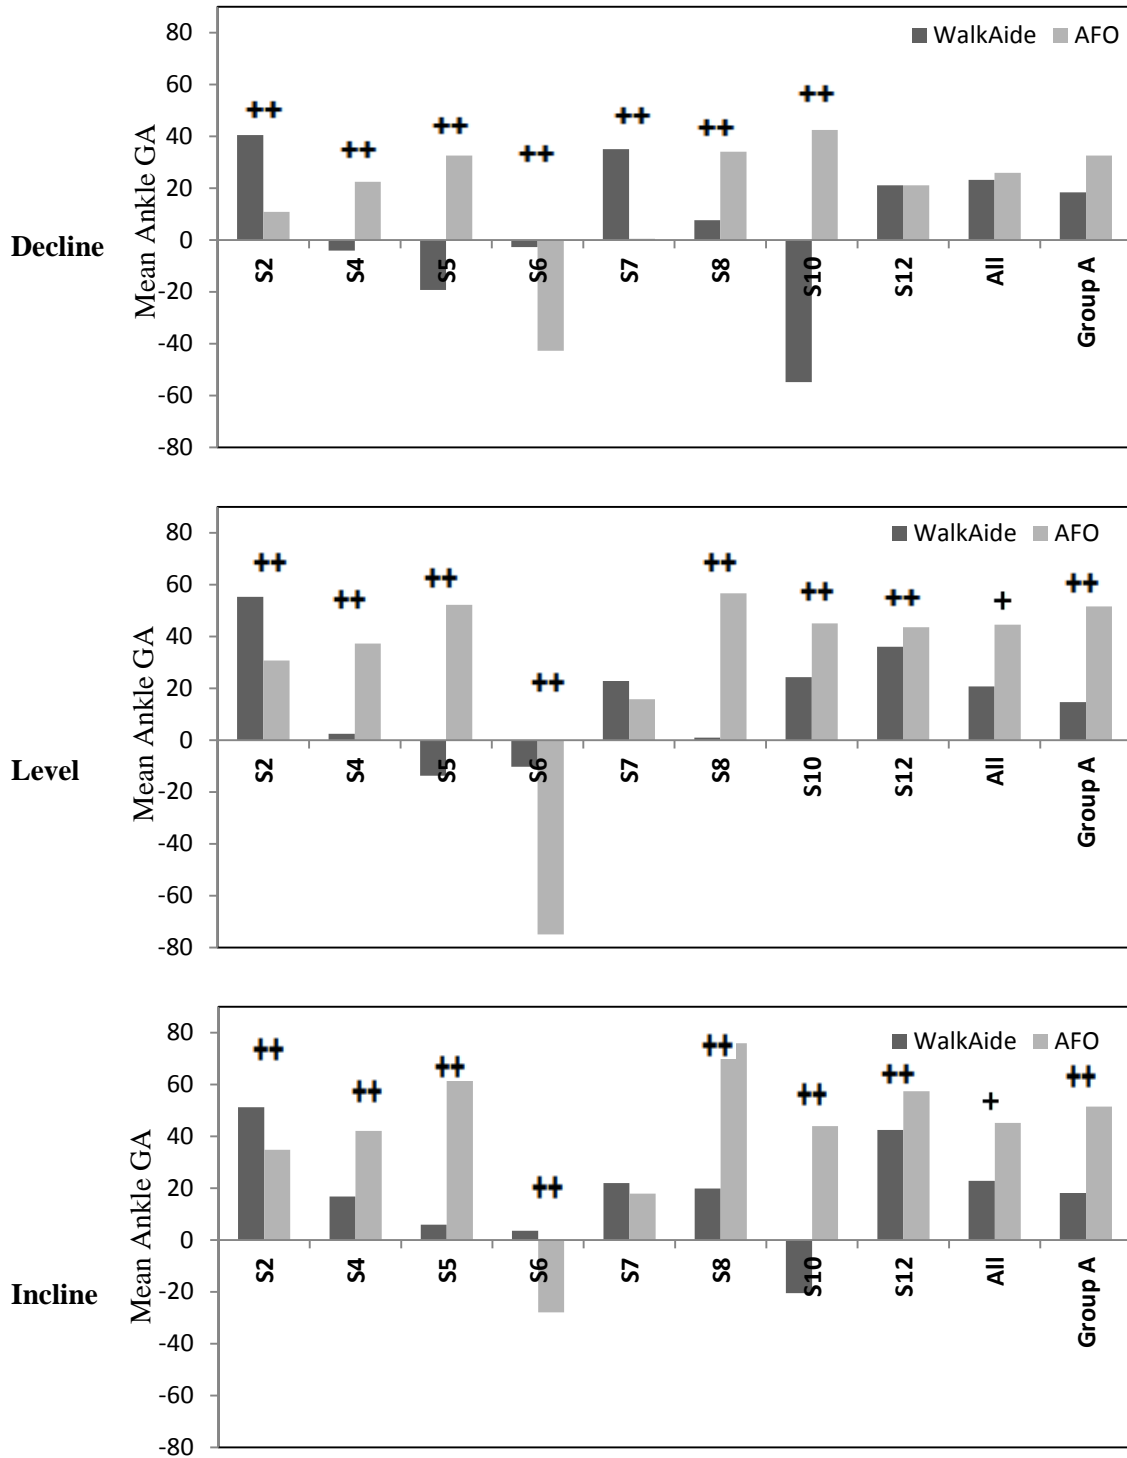 Decline
Mean Ankle GA
80
60
40
20
0
-20
-40
-60
-80
WalkAide AFO
++ ++ ++ ++ ++ ++ ++
S2 S4 S5 S6 S7 S8 S10 S12 All Group A
Level
Mean Ankle GA
80
60
40
20
0
-20
-40
-60
-80
WalkAide AFO
++ ++ ++ ++ ++ ++ ++ + ++
S2 S4 S5 S6 S7 S8 S10 S12 All Group A
Incline
Mean Ankle GA
80
60
40
20
0
-20
-40
-60
-80
WalkAide AFO
++ ++ ++ ++ ++ ++ ++ + ++
S2 S4 S5 S6 S7 S8 S10 S12 All Group A